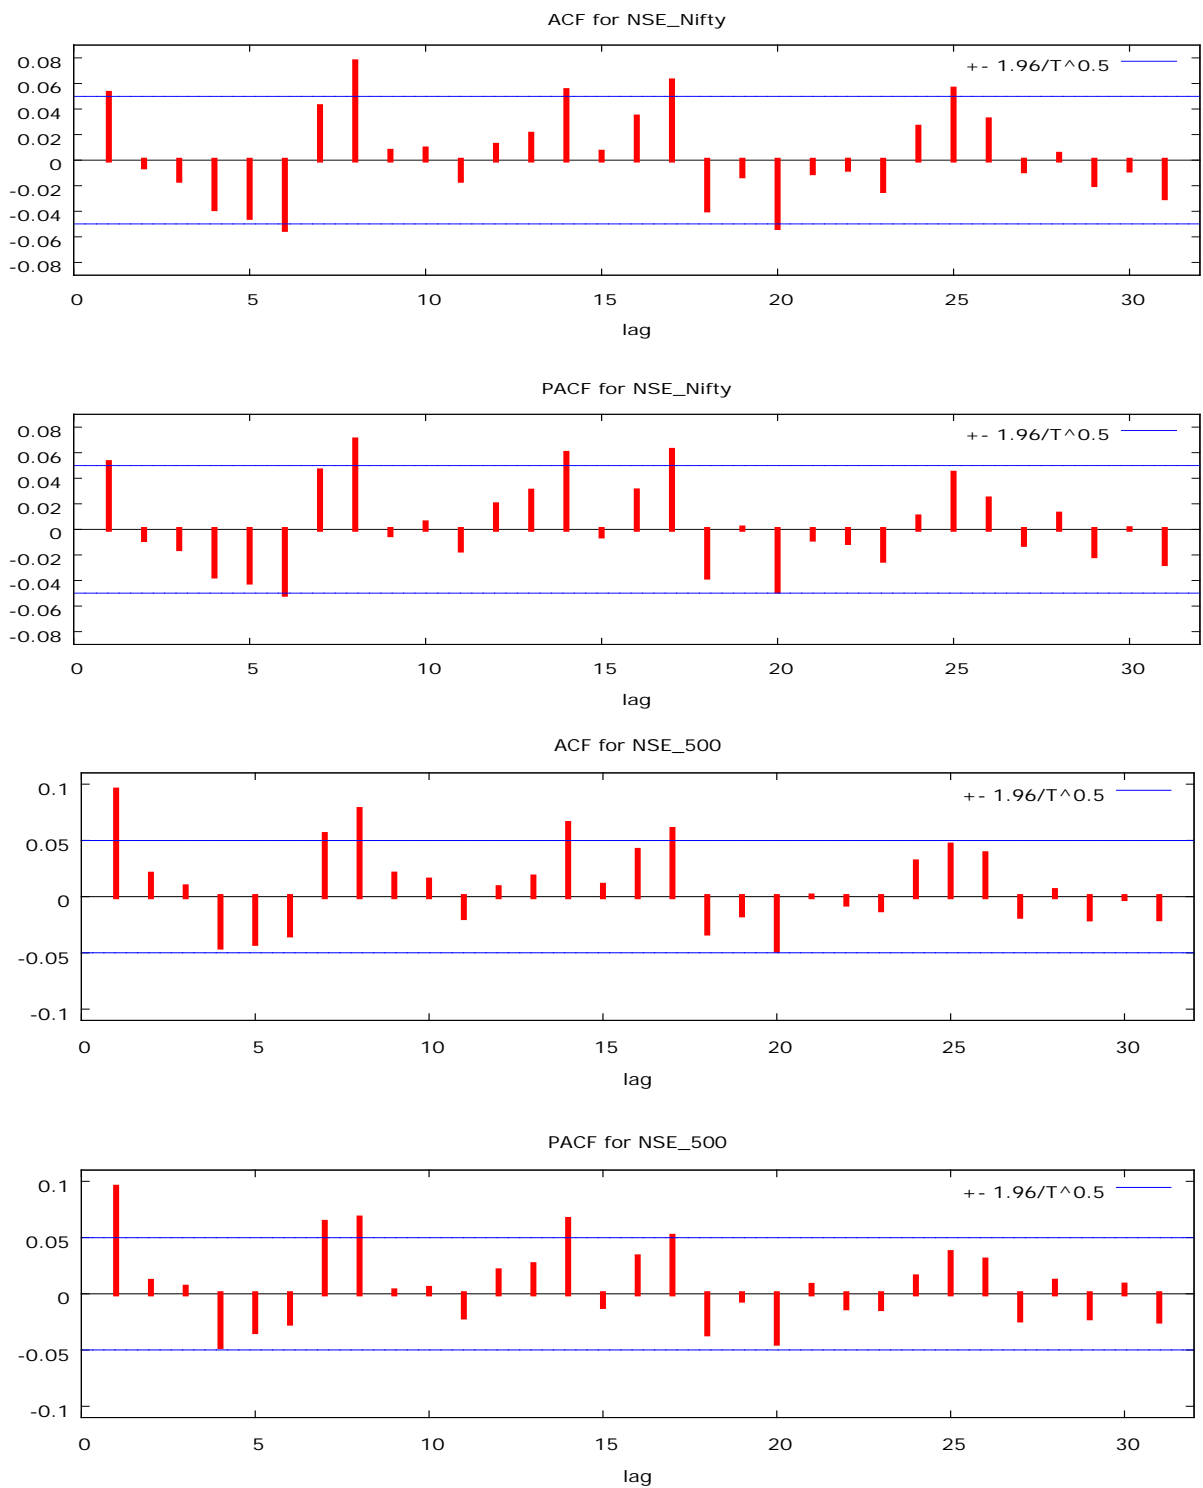 ACF for NSE_Nifty
+- 1.96/T^0.5
0.08
0.06
0.04
0.02
0
-0.02
-0.04
-0.06
-0.08
0 5 10 15 20 25 30
lag
PACF for NSE_Nifty
+- 1.96/T^0.5
0.08
0.06
0.04
0.02
0
-0.02
-0.04
-0.06
-0.08
0 5 10 15 20 25 30
lag
ACF for NSE_500
+- 1.96/T^0.5
0.1
0.05
0
-0.05
-0.1
0 5 10 15 20 25 30
lag
PACF for NSE_500
+- 1.96/T^0.5
0.1
0.05
0
-0.05
-0.1
0 5 10 15 20 25 30
lag